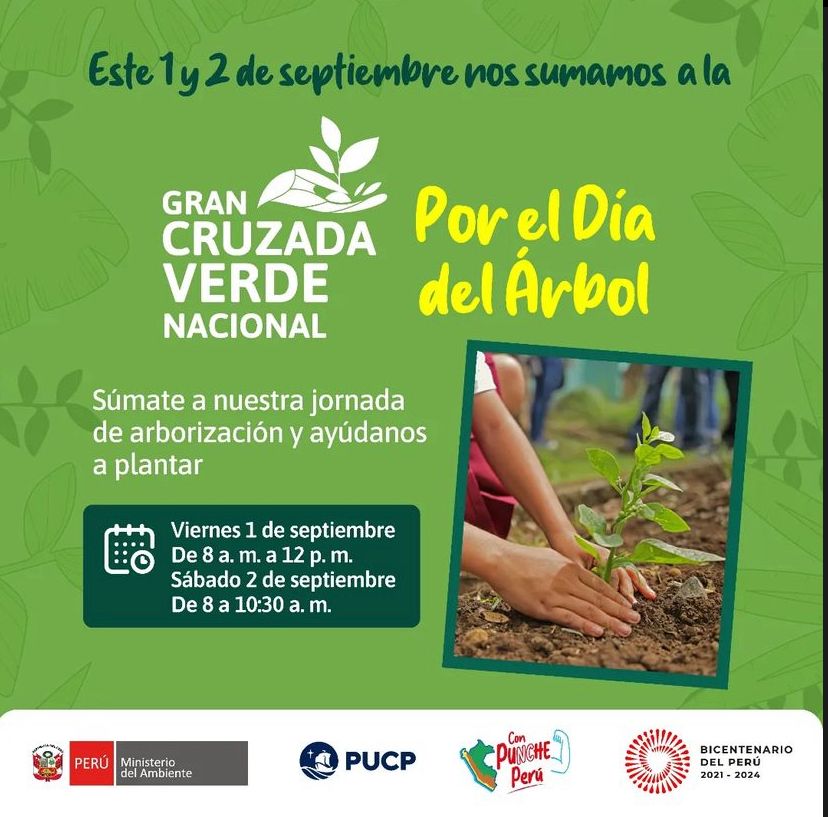 Este 1 y 2 de septiembre nos sumamos a la
GRAN
CRUZADA
VERDE
NACIONAL
Por el Día
del Árbol
Súmate a nuestra jornada
de arborización y ayúdanos
a plantar
Viernes 1 de septiembre
De 8 a. m. a 12 p. m.
Sábado 2 de septiembre
De 8 a 10:30 a. m.
PERÚ
Ministerio
del Ambiente
PUCP
Con
PUNCHE
Perú
BICENTENARIO
DEL PERÚ
2021 - 2024